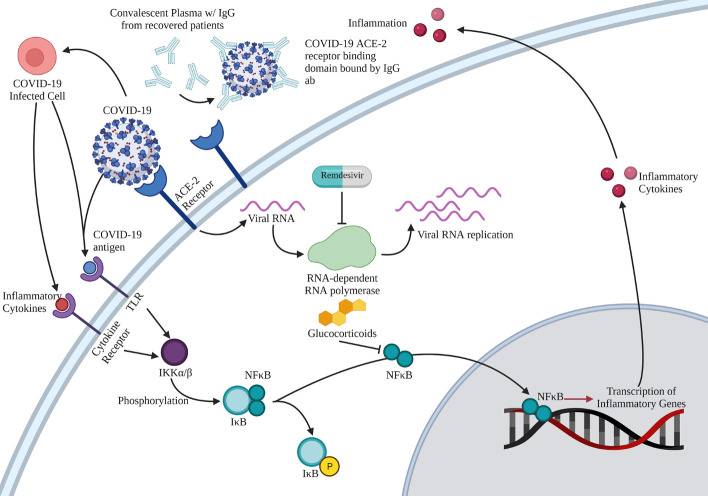 Convalescent Plasma w/ IgG
from recovered patients
Inflammation
COVID-19 ACE-2
receptor binding
domain bound by IgG
ab
COVID-19
Infected Cell
COVID-19
ACE-2
Receptor
Remdesivir
Viral RNA
Viral RNA replication
Inflammatory
Cytokines
COVID-19
antigen
RNA-dependent
RNA polymerase
Inflammatory
Cytokines
TLR
Cytokine
Receptor
Glucocorticoids
IKKα/β
NFκB
NFκB
Phosphorylation
IκB
NFκB
Transcription of
Inflammatory Genes
P
IκB